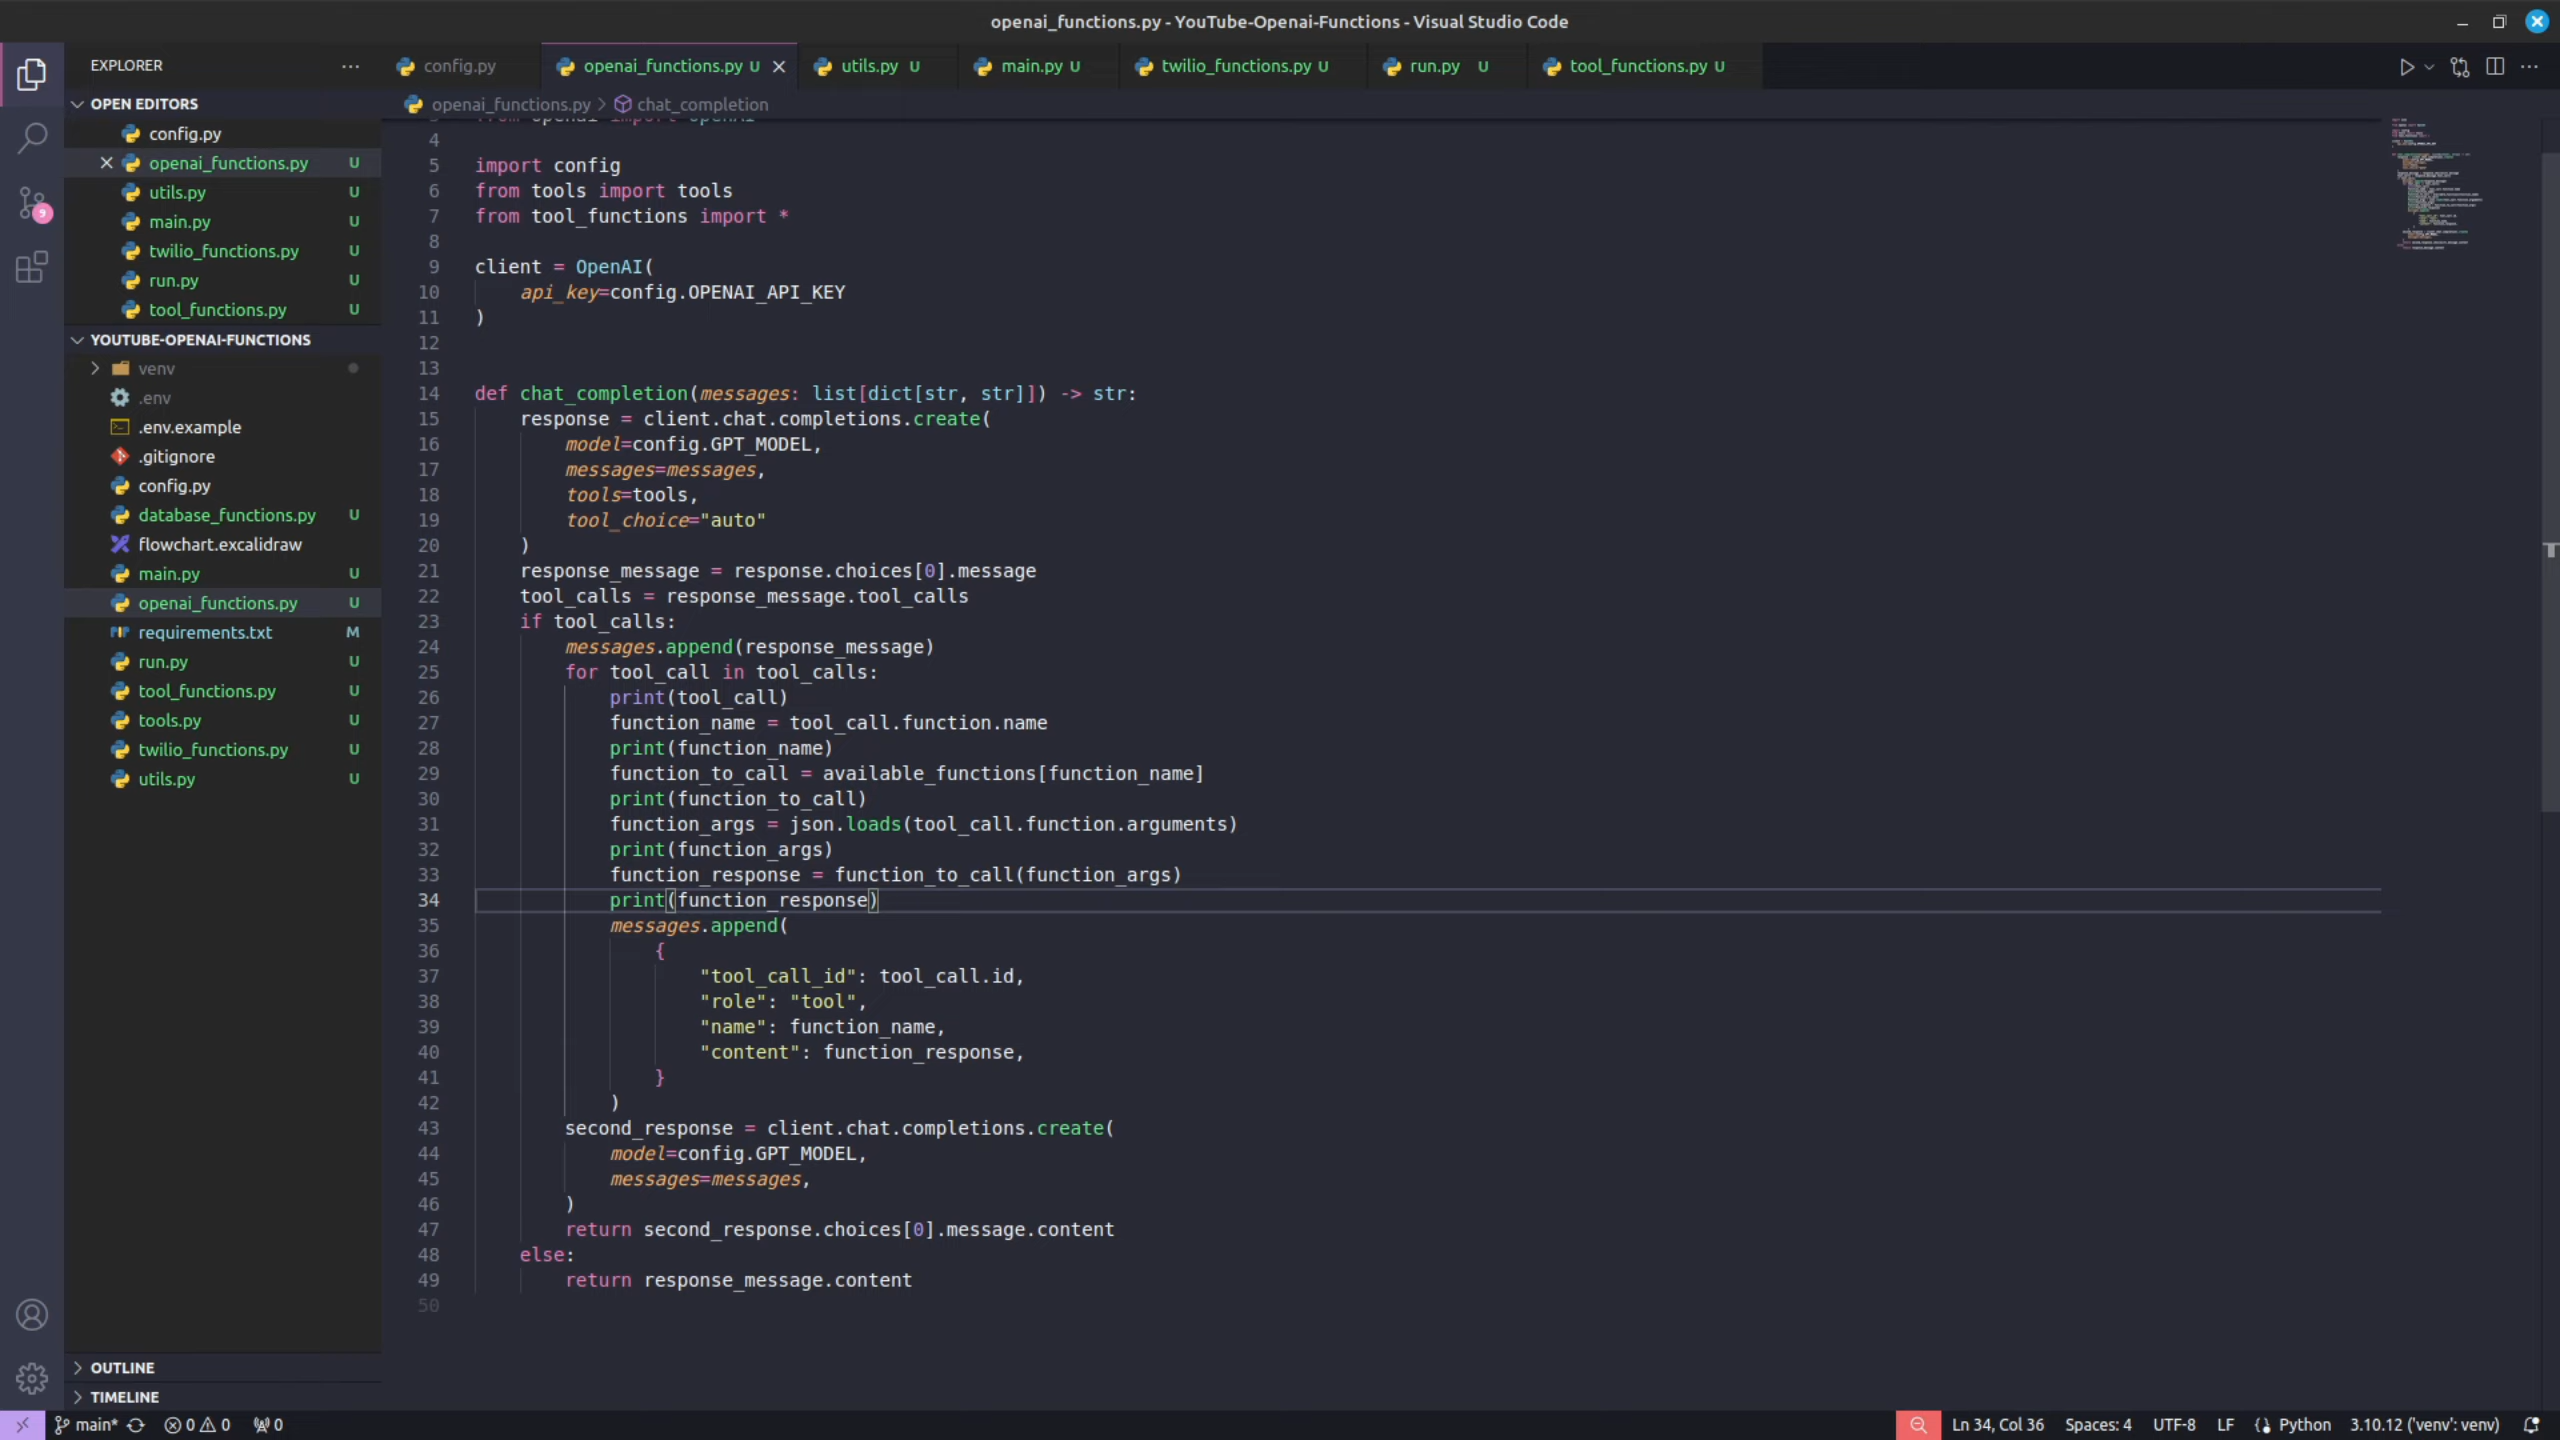 openai_functions.py - YouTube-Openai-Functions - Visual Studio Code
EXPLORER
OPEN EDITORS
config.py
openai_functions.py U
utils.py U
main.py U
twilio_functions.py U
run.py U
tool_functions.py U
YOUTUBE-OPENAI-FUNCTIONS
venv
.env
.env.example
.gitignore
config.py
database_functions.py U
flowchart.excalidraw
main.py U
openai_functions.py U
requirements.txt M
run.py U
tool_functions.py U
tools.py U
twilio_functions.py U
utils.py U
OUTLINE
TIMELINE
9
config.py openai_functions.py U utils.py U main.py U twilio_functions.py U run.py U tool_functions.py U
openai_functions.py > chat_completion
3 from openai import OpenAI
4
5 import config
6 from tools import tools
7 from tool_functions import *
8
9 client = OpenAI(
10 api_key=config.OPENAI_API_KEY
11 )
12
13
14 def chat_completion(messages: list[dict[str, str]]) -> str:
15 response = client.chat.completions.create(
16 model=config.GPT_MODEL,
17 messages=messages,
18 tools=tools,
19 tool_choice="auto"
20 )
21 response_message = response.choices[0].message
22 tool_calls = response_message.tool_calls
23 if tool_calls:
24 messages.append(response_message)
25 for tool_call in tool_calls:
26 print(tool_call)
27 function_name = tool_call.function.name
28 print(function_name)
29 function_to_call = available_functions[function_name]
30 print(function_to_call)
31 function_args = json.loads(tool_call.function.arguments)
32 print(function_args)
33 function_response = function_to_call(function_args)
34 print(function_response)
35 messages.append(
36 {
37 "tool_call_id": tool_call.id,
38 "role": "tool",
39 "name": function_name,
40 "content": function_response,
41 }
42 )
43 second_response = client.chat.completions.create(
44 model=config.GPT_MODEL,
45 messages=messages,
46 )
47 return second_response.choices[0].message.content
48 else:
49 return response_message.content
50
main* 0 0 0 Ln 34, Col 36 Spaces: 4 UTF-8 LF Python 3.10.12 ('venv': venv)